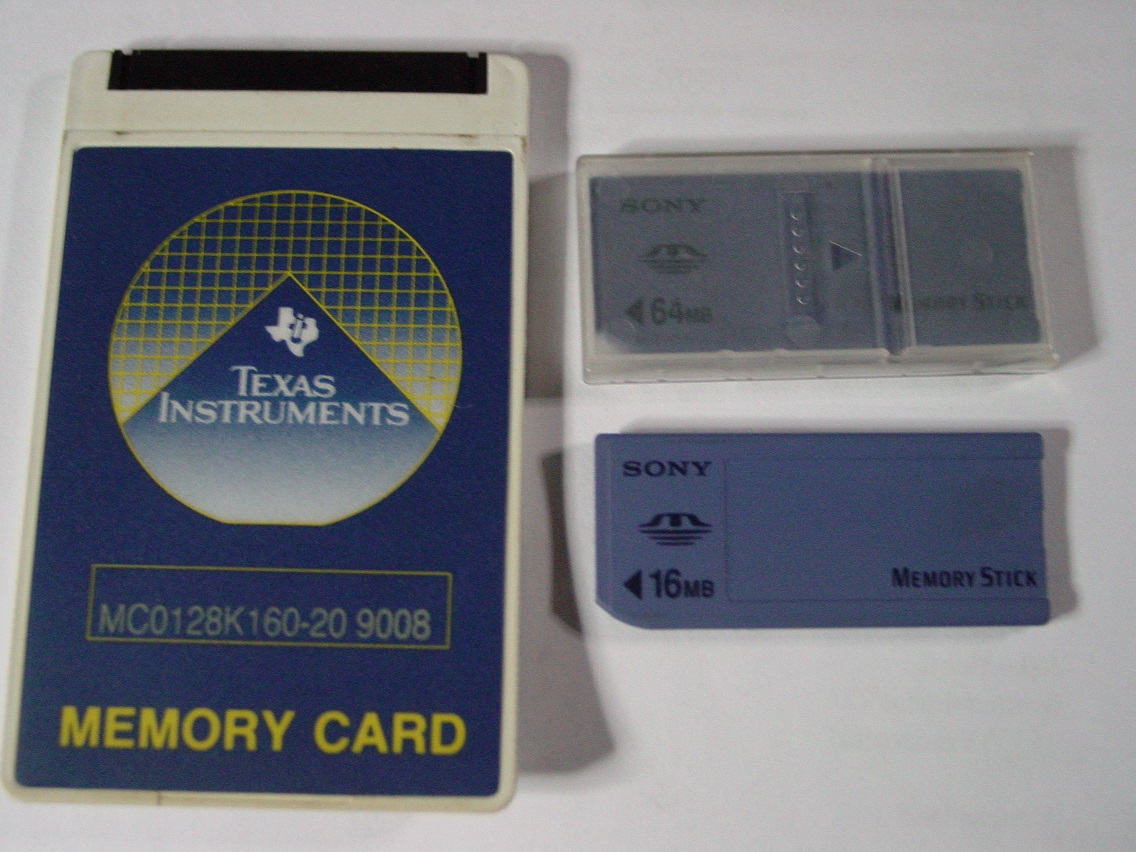 TEXAS
INSTRUMENTS
MC0128K160-20 9008
MEMORY CARD
SONY
64MB
MEMORY STICK
SONY
16MB
MEMORY STICK